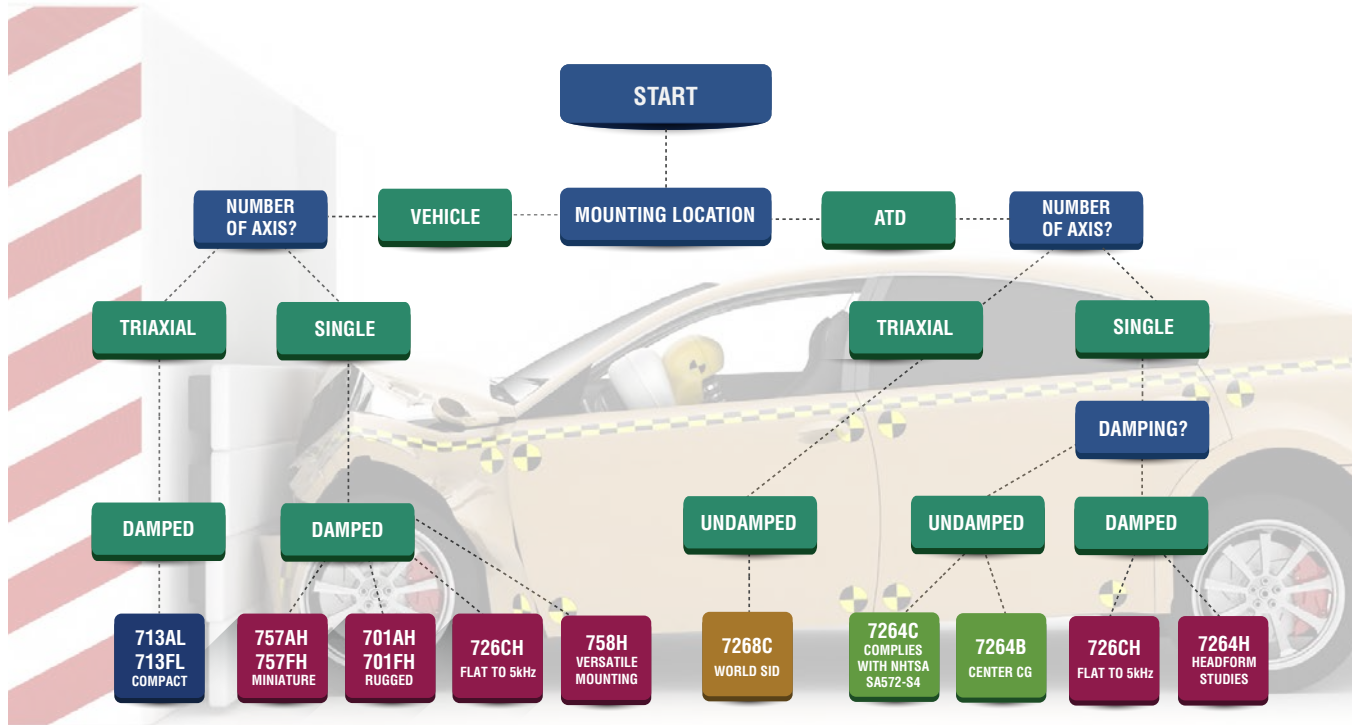 START
NUMBER
OF AXIS?
VEHICLE
MOUNTING LOCATION
ATD
NUMBER
OF AXIS?
TRIAXIAL
SINGLE
TRIAXIAL
SINGLE
DAMPING?
DAMPED
DAMPED
UNDAMPED
UNDAMPED
DAMPED
713AL
713FL
COMPACT
757AH
757FH
MINIATURE
701AH
701FH
RUGGED
726CH
FLAT TO 5kHz
758H
VERSATILE
MOUNTING
7268C
WORLD SID
7264C
COMPLIES
WITH NHTSA
SA572-S4
7264B
CENTER CG
726CH
FLAT TO 5kHz
7264H
HEADFORM
STUDIES